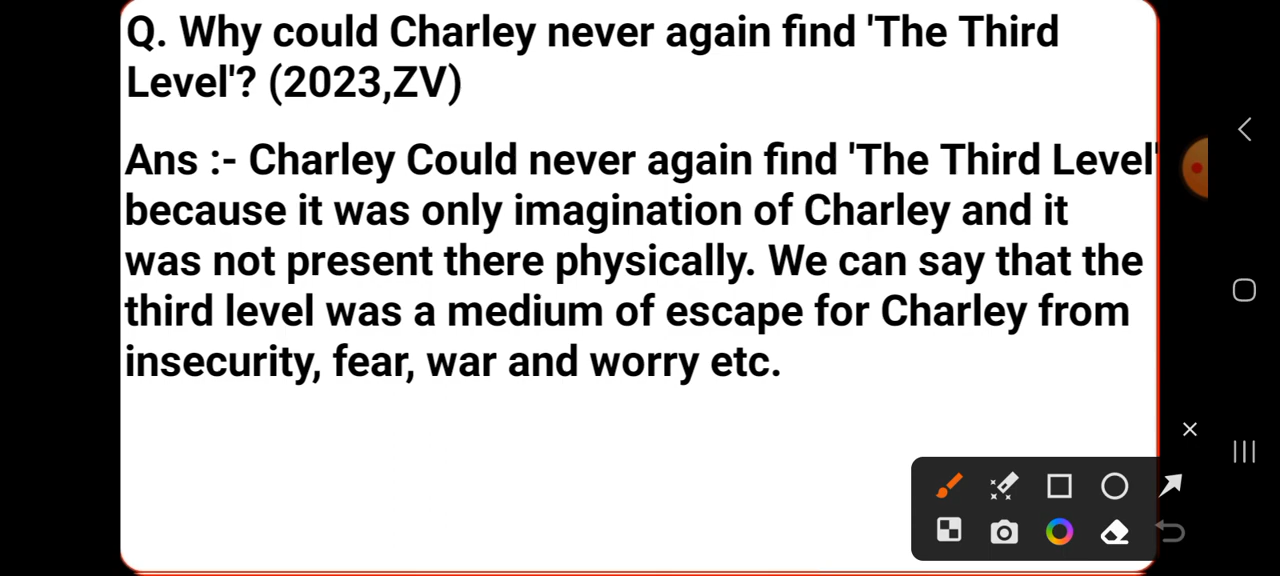 Q. Why could Charley never again find 'The Third
Level'? (2023,ZV)
Ans :- Charley Could never again find 'The Third Level'
because it was only imagination of Charley and it
was not present there physically. We can say that the
third level was a medium of escape for Charley from
insecurity, fear, war and worry etc.